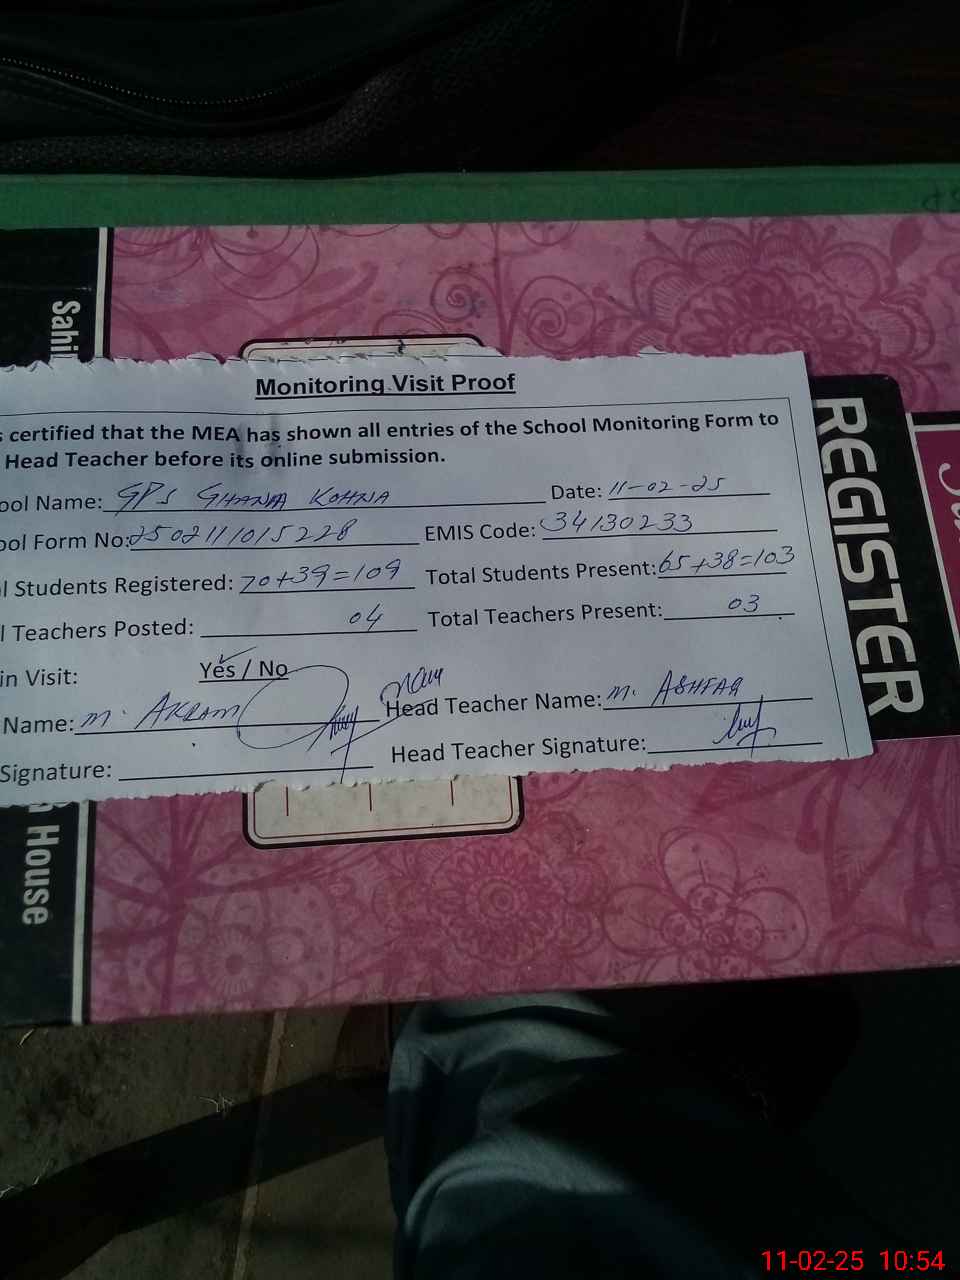 Sahi
Monitoring Visit Proof
s certified that the MEA has shown all entries of the School Monitoring Form to
Head Teacher before its online submission.
ool Name: GPS GHANAA KOHNA Date: 11-02-25
ool Form No: 2502111015228 EMIS Code: 34130233
l Students Registered: 70+39=109 Total Students Present: 65+38=103
l Teachers Posted: 04 Total Teachers Present: 03
in Visit: Yes / No
Name: M. AKRAM Head Teacher Name: M. ASHFAQ
Signature: Head Teacher Signature:
REGISTER
House
11-02-25 10:54